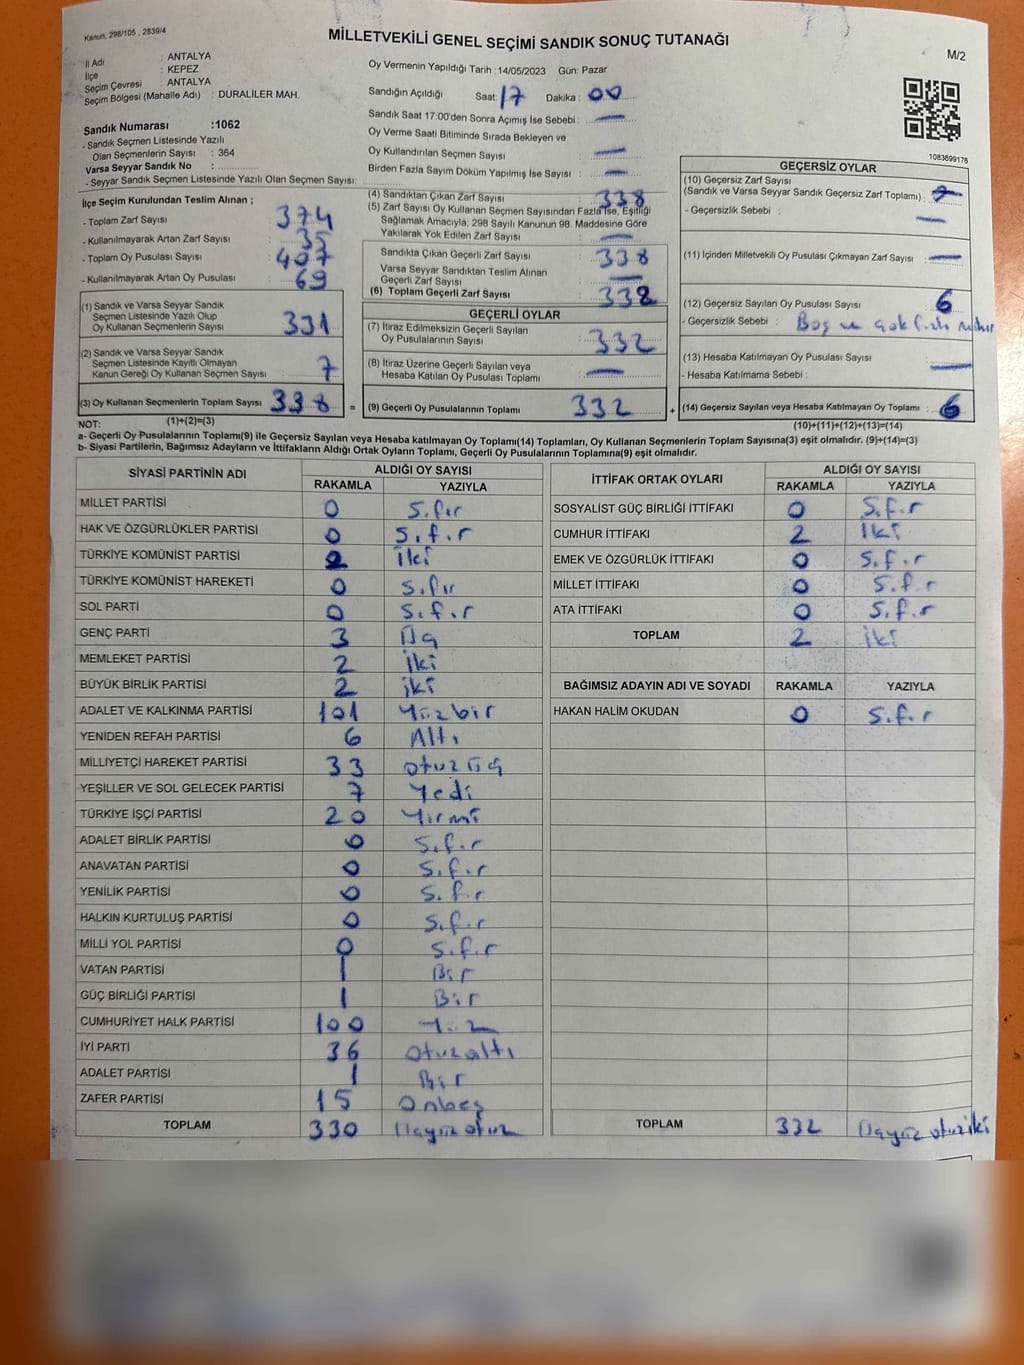 Kanun; 298/105 , 2839/4
MİLLETVEKİLİ GENEL SEÇİMİ SANDIK SONUÇ TUTANAĞI
M/2
İl Adı : ANTALYA
İlçe : KEPEZ
Seçim Çevresi : ANTALYA
Seçim Bölgesi (Mahalle Adı) : DURALİLER MAH.
Oy Vermenin Yapıldığı Tarih :14/05/2023 Gün: Pazar
Sandığın Açıldığı Saat: 17 Dakika : 00
Sandık Saat 17:00'den Sonra Açımış İse Sebebi : —
Oy Verme Saati Bitiminde Sırada Bekleyen ve
Oy Kullandırılan Seçmen Sayısı : —
Birden Fazla Sayım Döküm Yapılmış İse Sayısı : —
Sandık Numarası :1062
- Sandık Seçmen Listesinde Yazılı
Olan Seçmenlerin Sayısı : 364
Varsa Seyyar Sandık No :
- Seyyar Sandık Seçmen Listesinde Yazılı Olan Seçmen Sayısı:
1083699176
İlçe Seçim Kurulundan Teslim Alınan ;
- Toplam Zarf Sayısı : 374
- Kullanılmayarak Artan Zarf Sayısı : 35
- Toplam Oy Pusulası Sayısı : 407
- Kullanılmayarak Artan Oy Pusulası : 69
(1) Sandık ve Varsa Seyyar Sandık
Seçmen Listesinde Yazılı Olup
Oy Kullanan Seçmenlerin Sayısı : 331
(2) Sandık ve Varsa Seyyar Sandık
Seçmen Listesinde Kayıtlı Olmayan
Kanun Gereği Oy Kullanan Seçmen Sayısı : 7
(3) Oy Kullanan Seçmenlerin Toplam Sayısı : 338
(4) Sandıktan Çıkan Zarf Sayısı : 338
(5) Zarf Sayısı Oy Kullanan Seçmen Sayısından Fazla İse, Eşitliği
Sağlamak Amacıyla; 298 Sayılı Kanunun 98. Maddesine Göre
Yakılarak Yok Edilen Zarf Sayısı : —
Sandıkta Çıkan Geçerli Zarf Sayısı : 338
Varsa Seyyar Sandıktan Teslim Alınan
Geçerli Zarf Sayısı : —
(6) Toplam Geçerli Zarf Sayısı : 338
GEÇERLİ OYLAR
(7) İtiraz Edilmeksizin Geçerli Sayılan
Oy Pusulalarının Sayısı : 332
(8) İtiraz Üzerine Geçerli Sayılan veya
Hesaba Katılan Oy Pusulası Toplamı : —
= (9) Geçerli Oy Pusulalarının Toplamı : 332
GEÇERSİZ OYLAR
(10) Geçersiz Zarf Sayısı
(Sandık ve Varsa Seyyar Sandık Geçersiz Zarf Toplamı) :
- Geçersizlik Sebebi : —
(11) İçinden Milletvekili Oy Pusulası Çıkmayan Zarf Sayısı : —
(12) Geçersiz Sayılan Oy Pusulası Sayısı : 6
- Geçersizlik Sebebi : Boş ve çok fazla mühür
(13) Hesaba Katılmayan Oy Pusulası Sayısı : —
- Hesaba Katılmama Sebebi :
+ (14) Geçersiz Sayılan veya Hesaba Katılmayan Oy Toplamı : 6
NOT: (1)+(2)=(3)
(10)+(11)+(12)+(13)=(14)
a- Geçerli Oy Pusulalarının Toplamı(9) ile Geçersiz Sayılan veya Hesaba katılmayan Oy Toplamı(14) Toplamları, Oy Kullanan Seçmenlerin Toplam Sayısına(3) eşit olmalıdır. (9)+(14)=(3)
b- Siyasi Partilerin, Bağımsız Adayların ve İttifakların Aldığı Ortak Oyların Toplamı, Geçerli Oy Pusulalarının Toplamına(9) eşit olmalıdır.
SİYASİ PARTİNİN ADI ALDIĞI OY SAYISI
RAKAMLA YAZIYLA
MİLLET PARTİSİ 0 Sıfır
HAK VE ÖZGÜRLÜKLER PARTİSİ 0 Sıfır
TÜRKİYE KOMÜNİST PARTİSİ 2 İki
TÜRKİYE KOMÜNİST HAREKETİ 0 Sıfır
SOL PARTİ 0 Sıfır
GENÇ PARTİ 3 Üç
MEMLEKET PARTİSİ 2 İki
BÜYÜK BİRLİK PARTİSİ 2 iki
ADALET VE KALKINMA PARTİSİ 101 Yüzbir
YENİDEN REFAH PARTİSİ 6 Altı
MİLLİYETÇİ HAREKET PARTİSİ 33 otuz üç
YEŞİLLER VE SOL GELECEK PARTİSİ 7 Yedi
TÜRKİYE İŞÇİ PARTİSİ 20 Yirmi
ADALET BİRLİK PARTİSİ 0 Sıfır
ANAVATAN PARTİSİ 0 Sıfır
YENİLİK PARTİSİ 0 Sıfır
HALKIN KURTULUŞ PARTİSİ 0 Sıfır
MİLLİ YOL PARTİSİ 0 Sıfır
VATAN PARTİSİ 1 Bir
GÜÇ BİRLİĞİ PARTİSİ 1 Bir
CUMHURİYET HALK PARTİSİ 100 Yüz
İYİ PARTİ 36 Otuzaltı
ADALET PARTİSİ 1 Bir
ZAFER PARTİSİ 15 Onbeş
TOPLAM 330 Üçyüz otuz
İTTİFAK ORTAK OYLARI ALDIĞI OY SAYISI
RAKAMLA YAZIYLA
SOSYALİST GÜÇ BİRLİĞİ İTTİFAKI 0 Sıfır
CUMHUR İTTİFAKI 2 İki
EMEK VE ÖZGÜRLÜK İTTİFAKI 0 Sıfır
MİLLET İTTİFAKI 0 Sıfır
ATA İTTİFAKI 0 Sıfır
TOPLAM 2 İki
BAĞIMSIZ ADAYIN ADI VE SOYADI RAKAMLA YAZIYLA
HAKAN HALİM OKUDAN 0 Sıfır
TOPLAM 332 Üçyüz otuziki